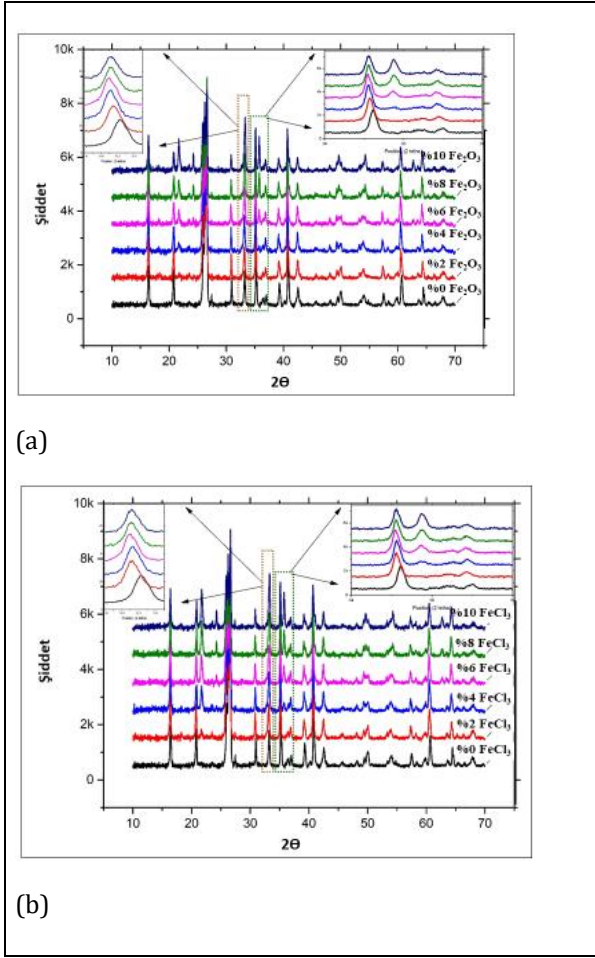 10k
8k
6k
4k
2k
0
Şiddet
%10 Fe₂O₃
%8 Fe₂O₃
%6 Fe₂O₃
%4 Fe₂O₃
%2 Fe₂O₃
%0 Fe₂O₃
10 20 30 40 50 60 70
2Ɵ
(a)
10k
8k
6k
4k
2k
0
Şiddet
%10 FeCl₃
%8 FeCl₃
%6 FeCl₃
%4 FeCl₃
%2 FeCl₃
%0 FeCl₃
10 20 30 40 50 60 70
2Ɵ
(b)